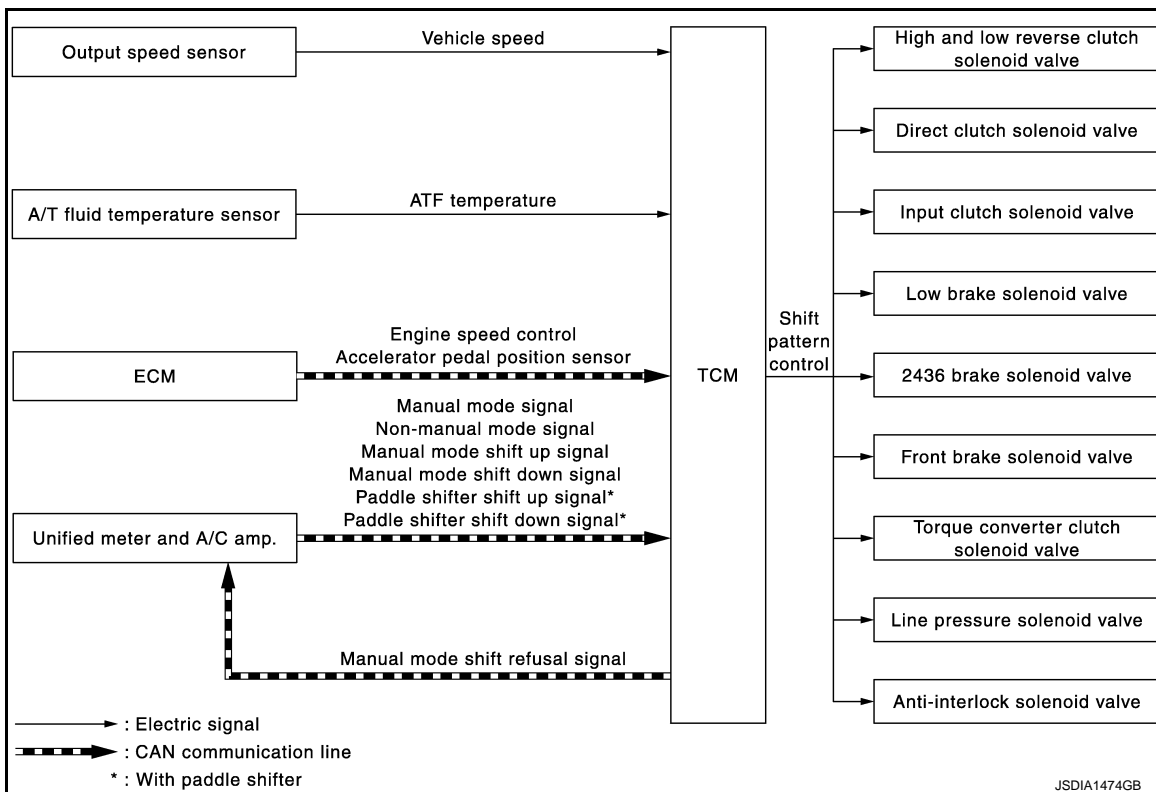 Output speed sensor
Vehicle speed
A/T fluid temperature sensor
ATF temperature
ECM
Engine speed control
Accelerator pedal position sensor
Unified meter and A/C amp.
Manual mode signal
Non-manual mode signal
Manual mode shift up signal
Manual mode shift down signal
Paddle shifter shift up signal*
Paddle shifter shift down signal*
Manual mode shift refusal signal
TCM
Shift
pattern
control
High and low reverse clutch
solenoid valve
Direct clutch solenoid valve
Input clutch solenoid valve
Low brake solenoid valve
2436 brake solenoid valve
Front brake solenoid valve
Torque converter clutch
solenoid valve
Line pressure solenoid valve
Anti-interlock solenoid valve
: Electric signal
: CAN communication line
* : With paddle shifter
JSDIA1474GB